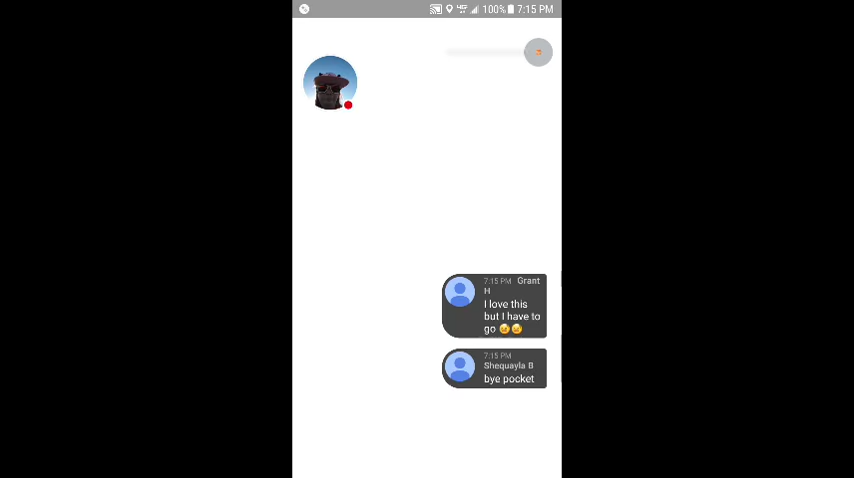 100% 7:15 PM
7:15 PM Grant
H
I love this
but I have to
go 😢😢
7:15 PM
Shequayla B
bye pocket